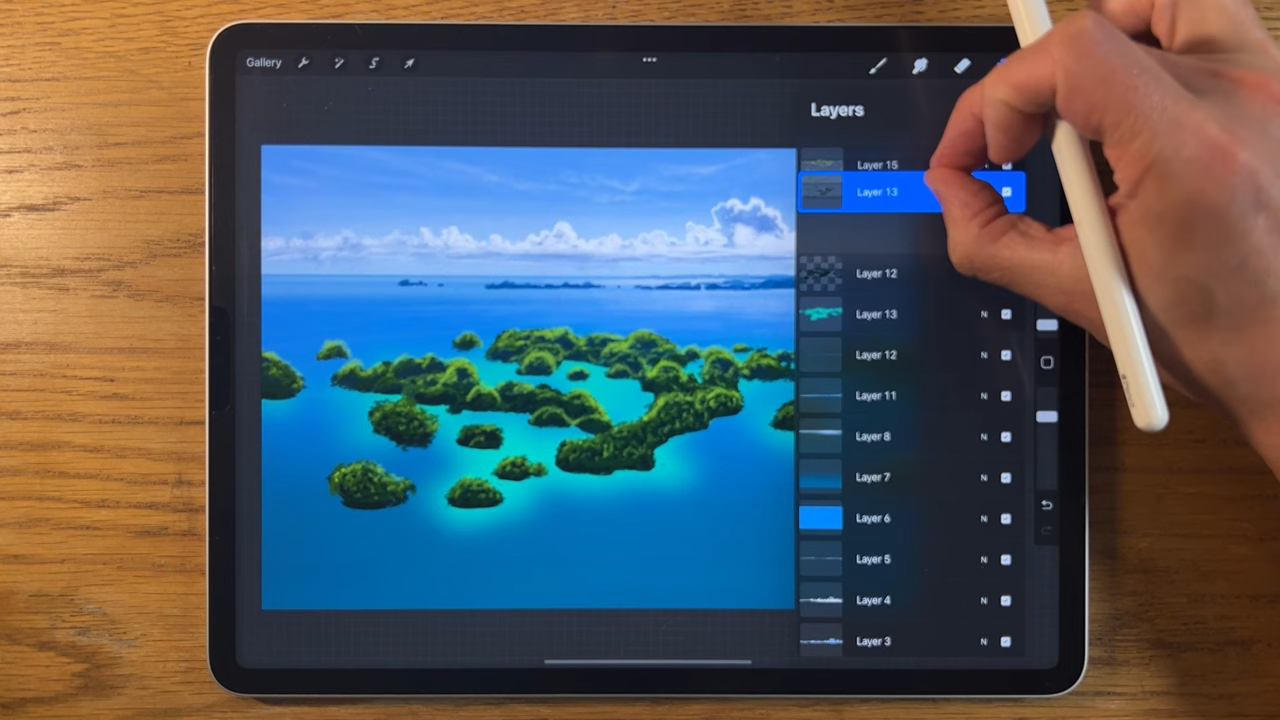 Gallery
Layers
Layer 15
Layer 13
Layer 12
Layer 13 N
Layer 12 N
Layer 11 N
Layer 8 N
Layer 7 N
Layer 6 N
Layer 5 N
Layer 4 N
Layer 3 N